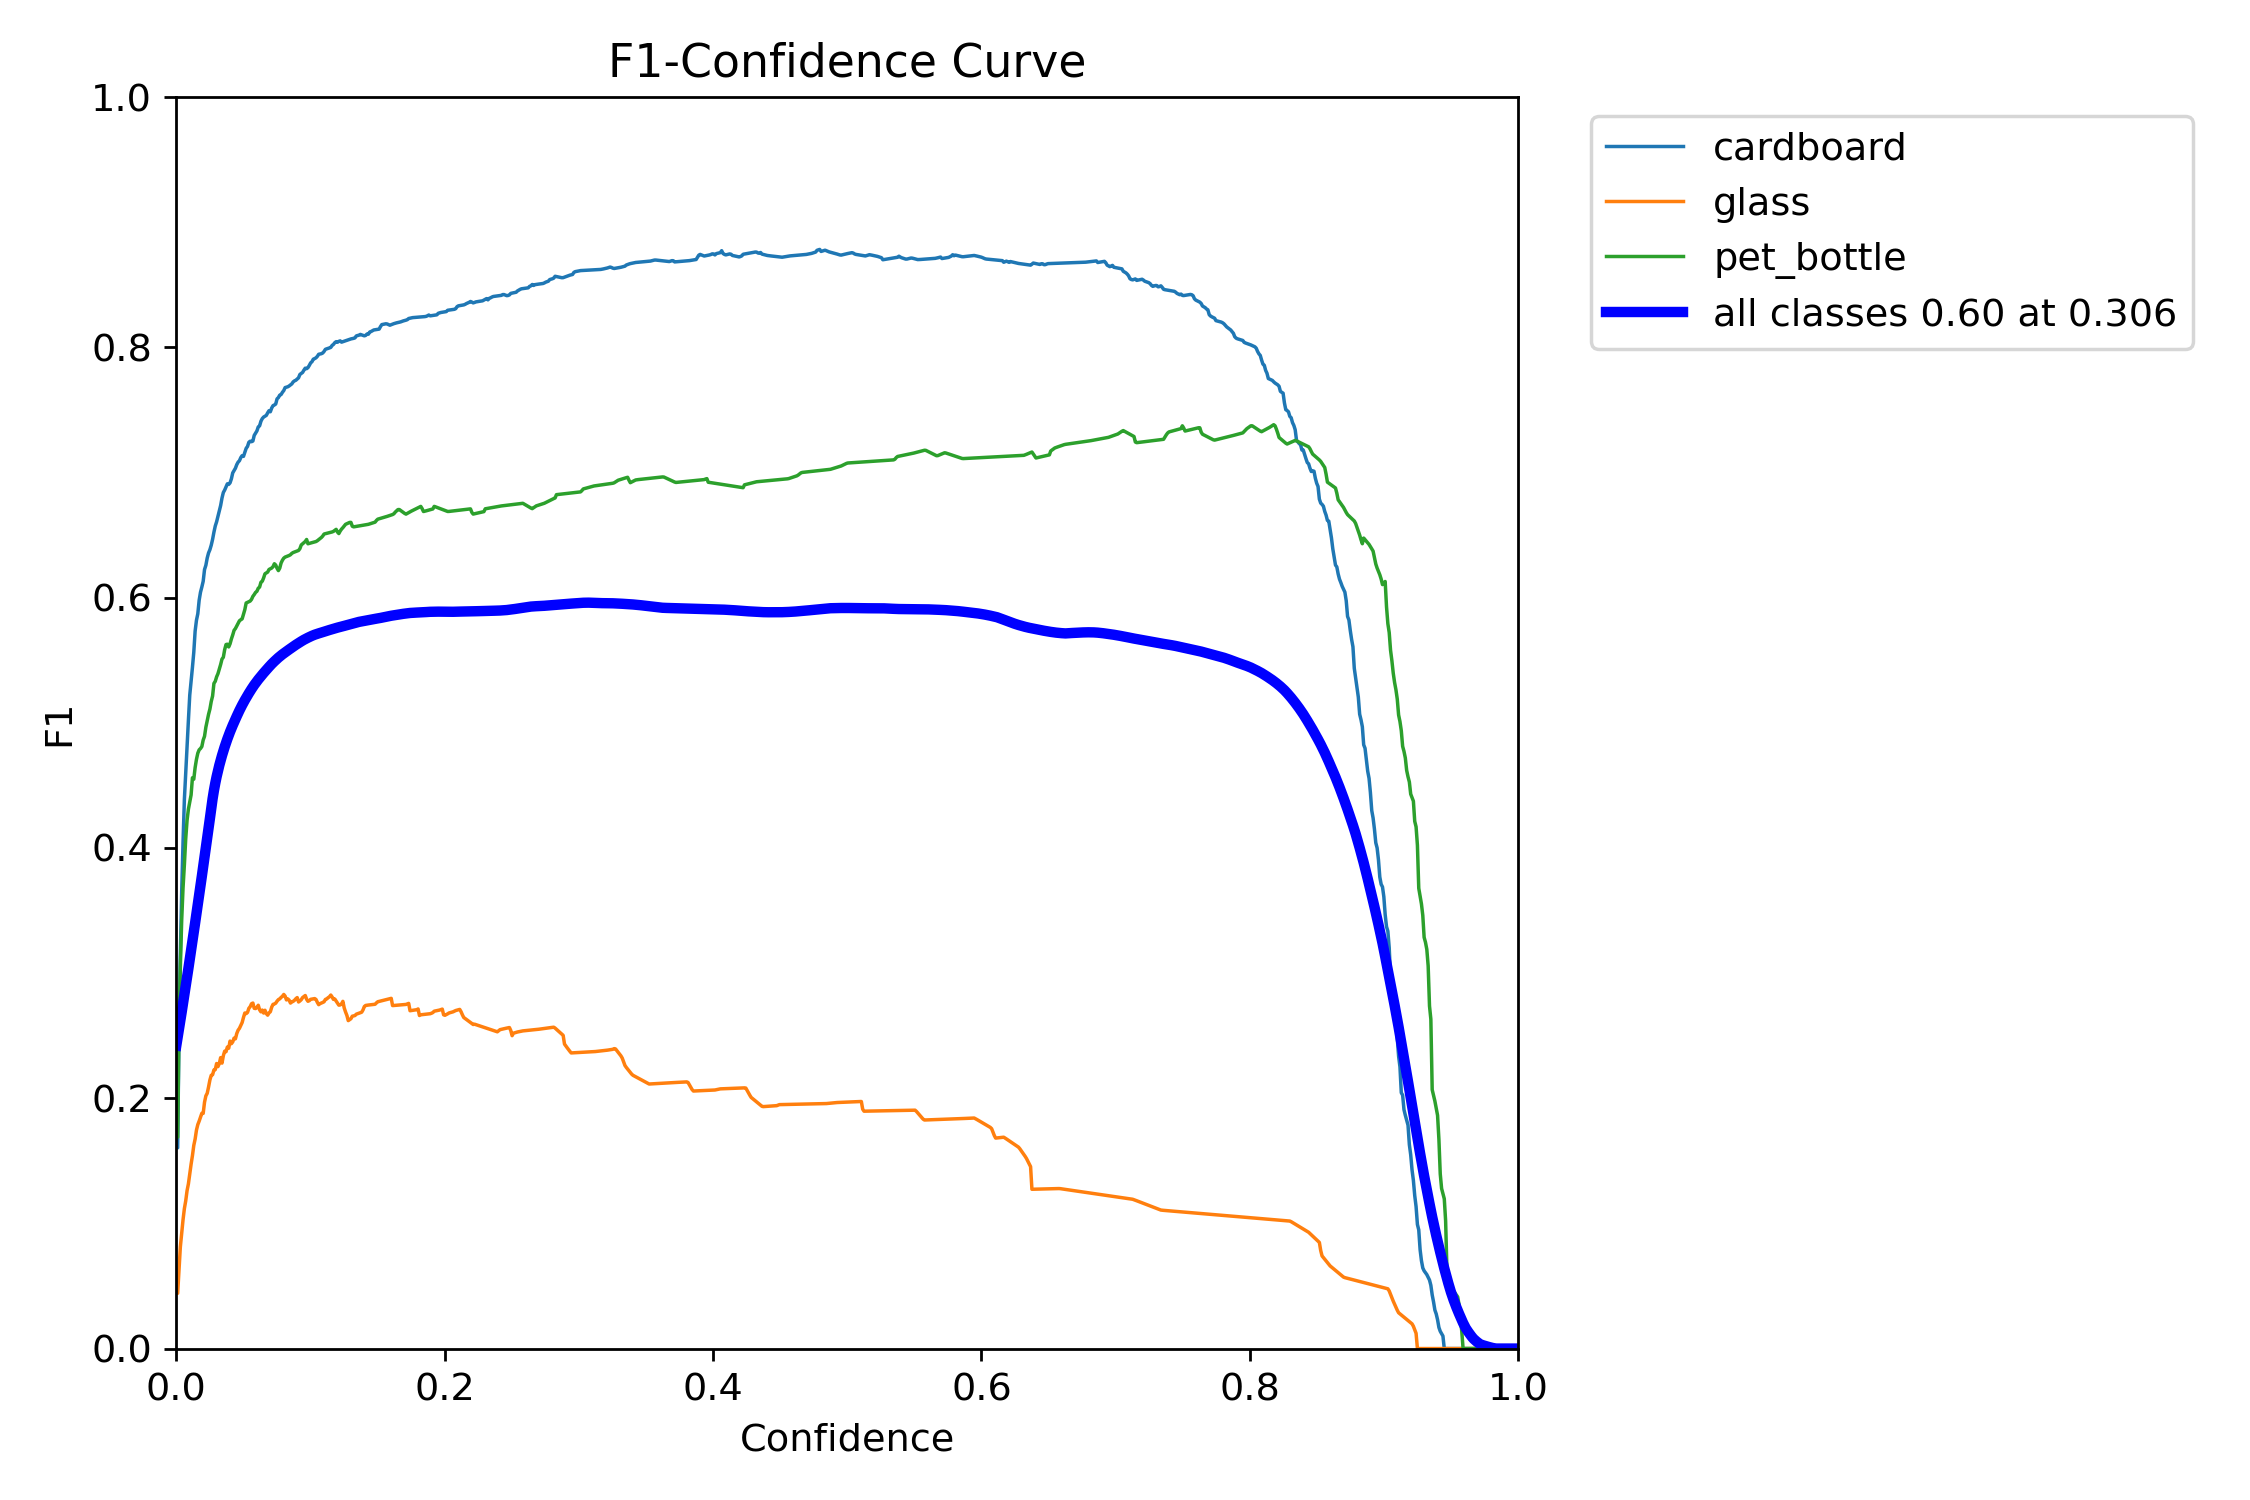 F1-Confidence Curve
1.0
0.8
0.6
0.4
0.2
0.0
F1
0.0 0.2 0.4 0.6 0.8 1.0
Confidence
cardboard
glass
pet_bottle
all classes 0.60 at 0.306